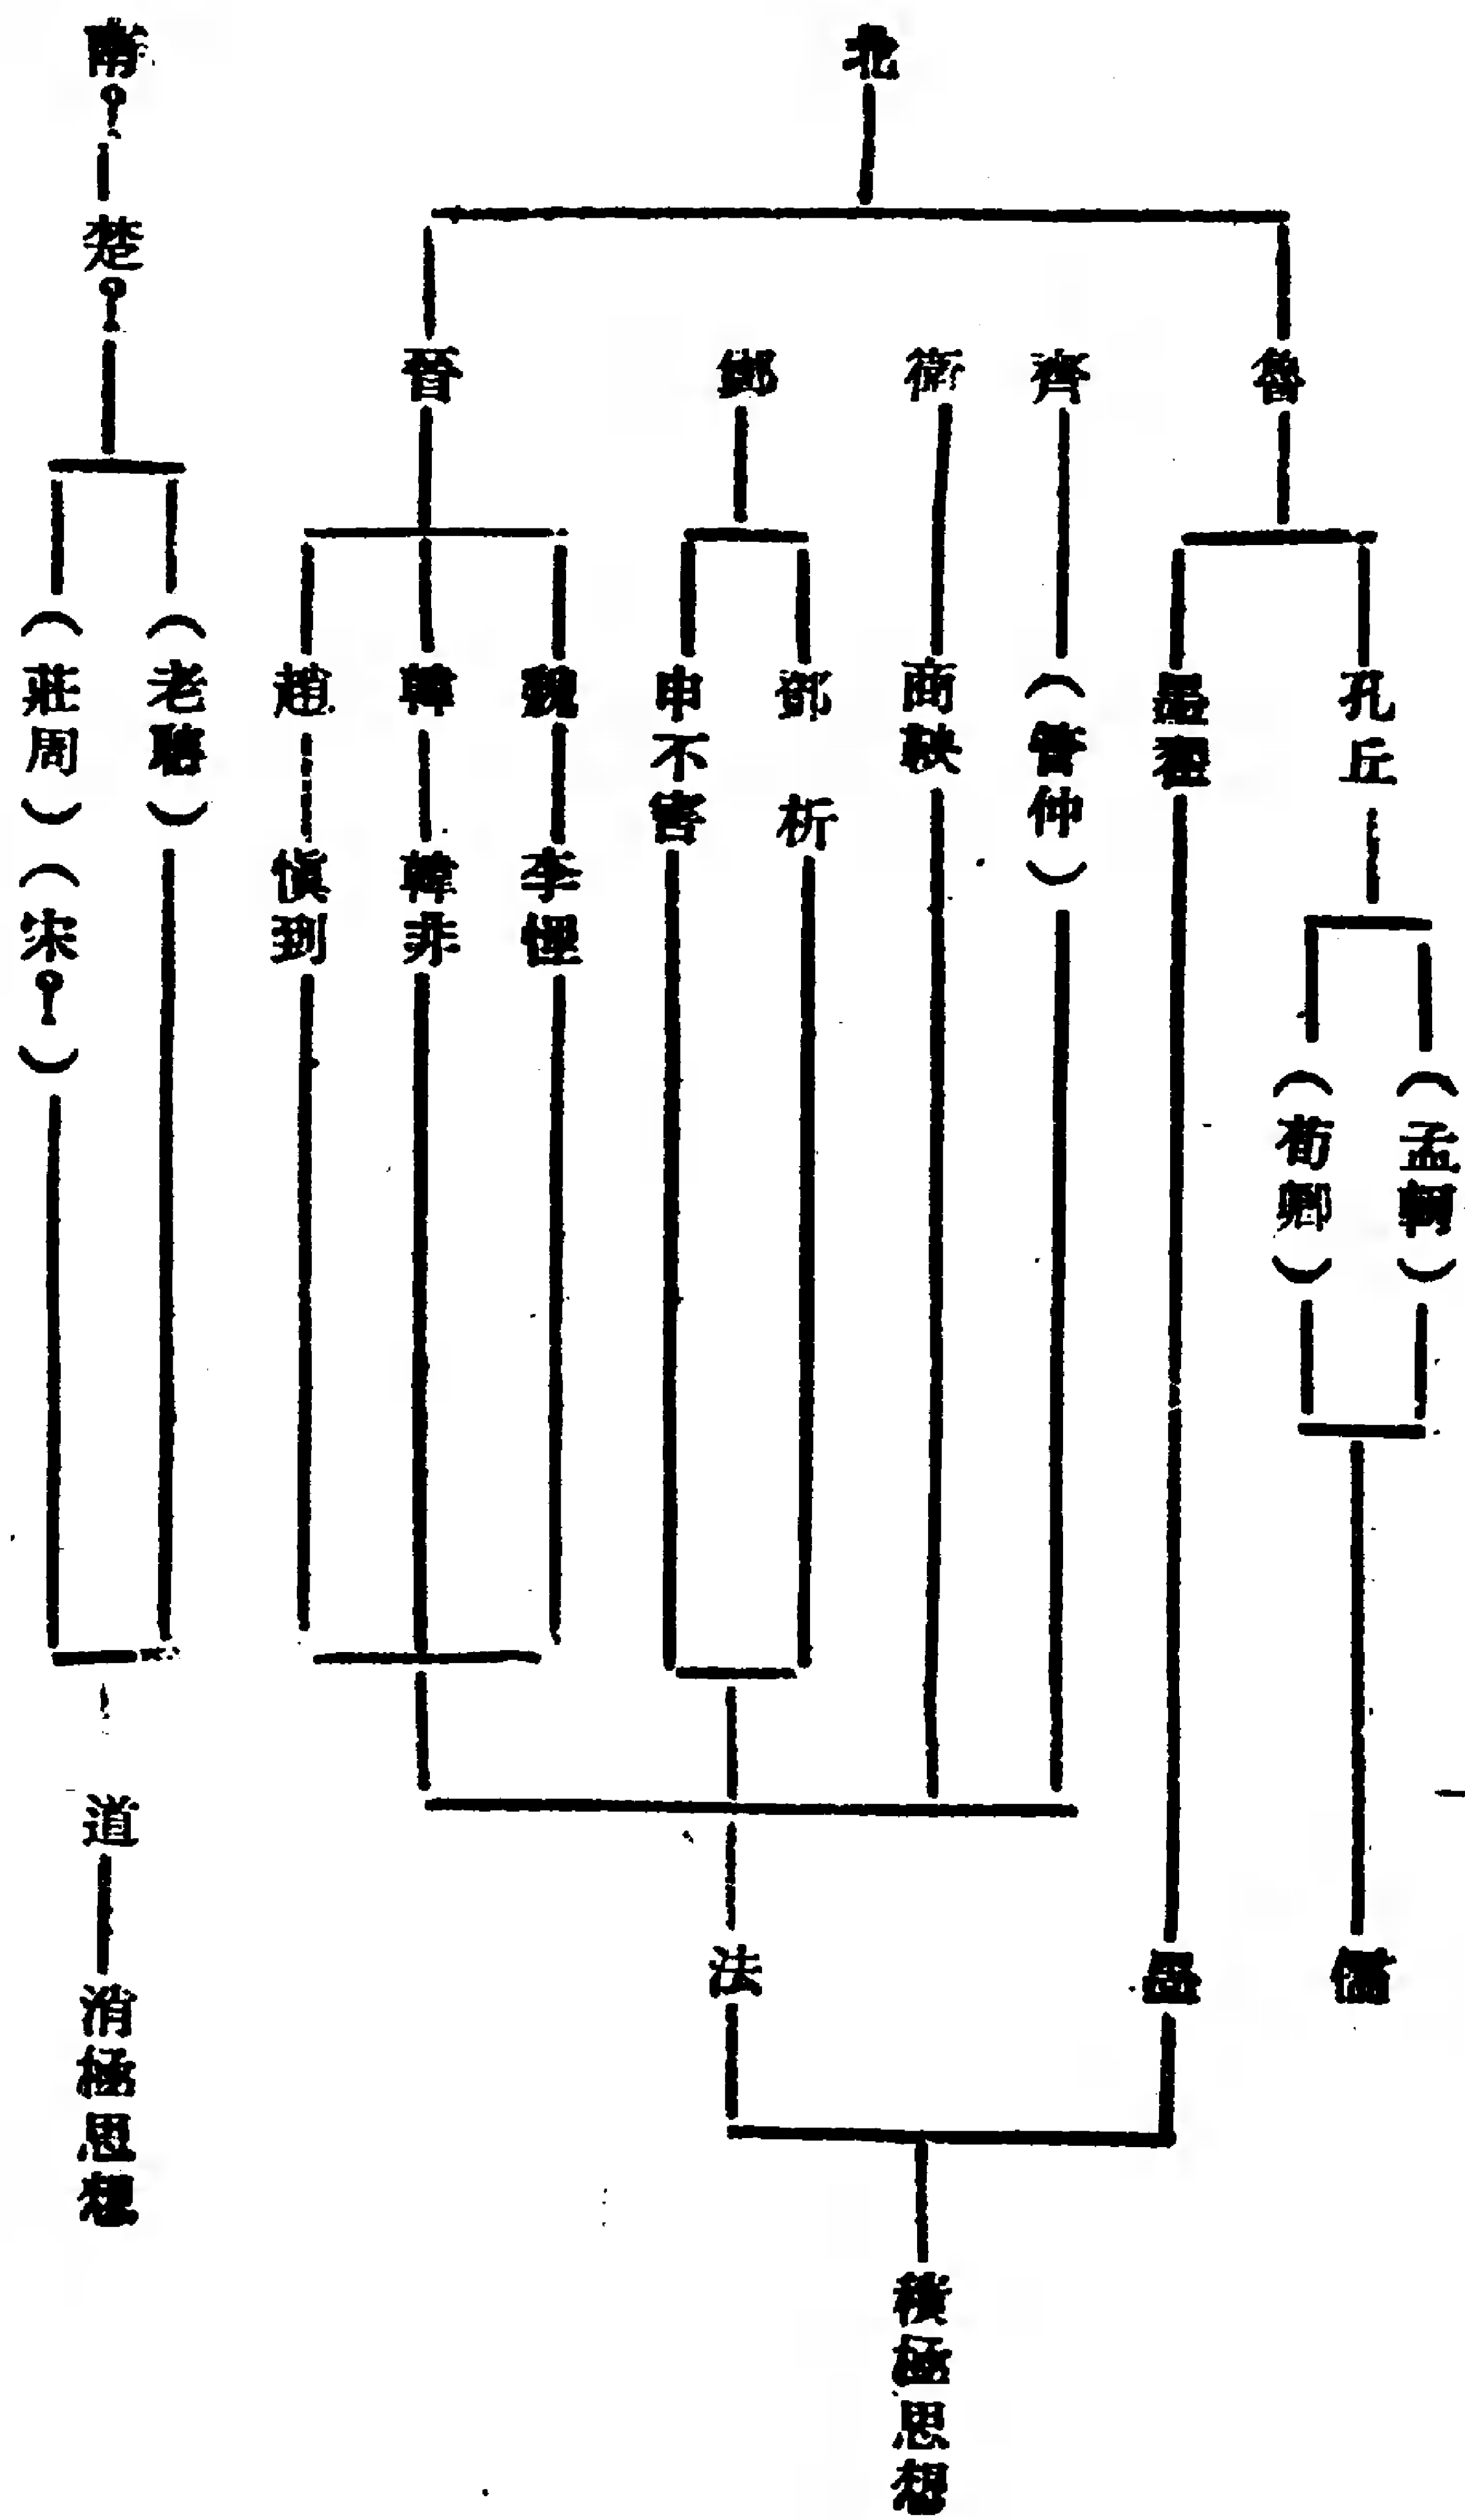 北
魯
齊
衛
鄭
晉
孔丘
墨翟
（管仲）
商鞅
鄧析
申不害
魏
韓
趙
李悝
韓非
愼到
（孟軻）
（荀卿）
儒
墨
法
積極思想
南？
楚？
（老聃）
（莊周）（宋？）
道
消極思想